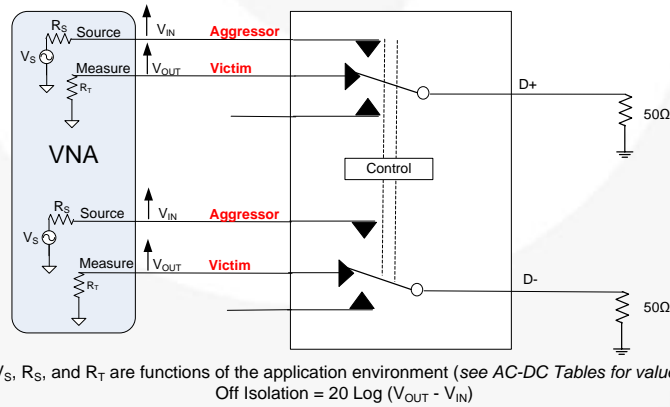 RS Source VIN Aggressor
VS
Measure VOUT Victim
RT
D+
50Ω
VNA
Control
RS Source VIN Aggressor
VS
Measure VOUT Victim
RT
D-
50Ω
VS, RS, and RT are functions of the application environment (see AC-DC Tables for
Off Isolation = 20 Log (VOUT - VIN)